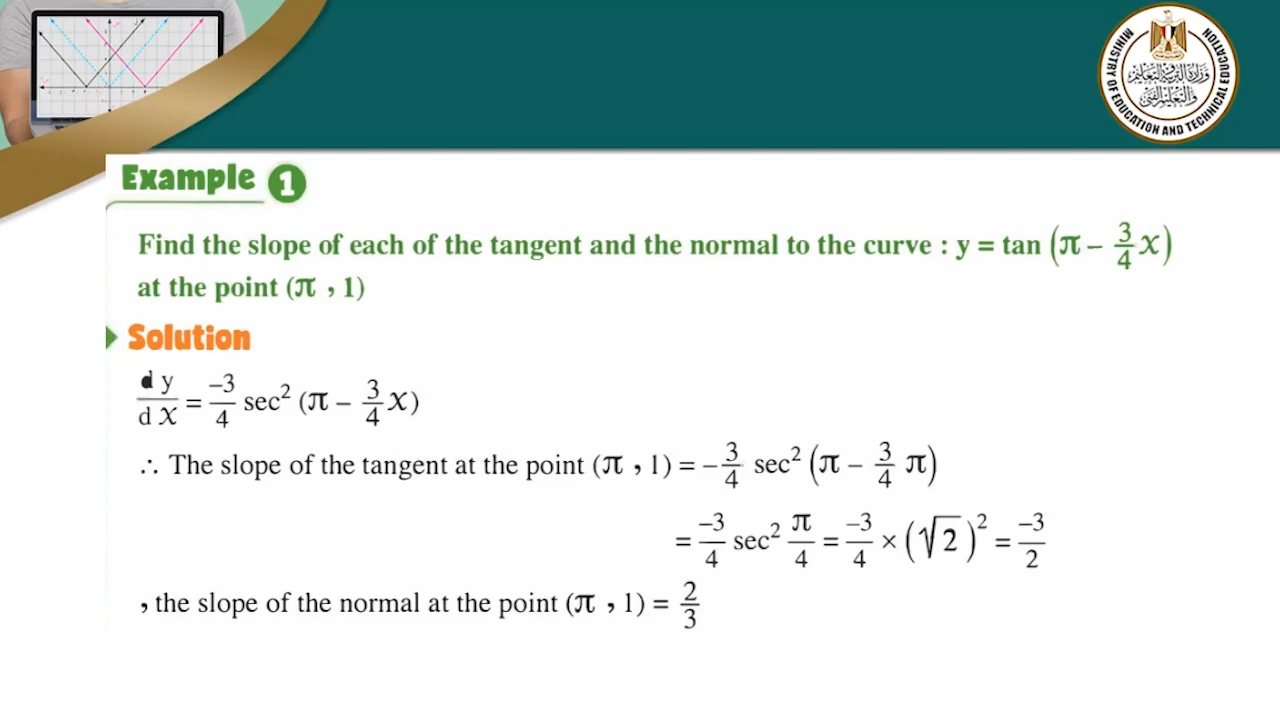 MINISTRY OF EDUCATION AND TECHNICAL EDUCATION
وزارة التربية والتعليم
والتعليم الفني
Example 1
Find the slope of each of the tangent and the normal to the curve : y = tan (π − 3/4 x)
at the point (π , 1)
Solution
dy/dx = −3/4 sec² (π − 3/4 x)
∴ The slope of the tangent at the point (π , 1) = −3/4 sec² (π − 3/4 π)
= −3/4 sec² π/4 = −3/4 × (√2)² = −3/2
, the slope of the normal at the point (π , 1) = 2/3